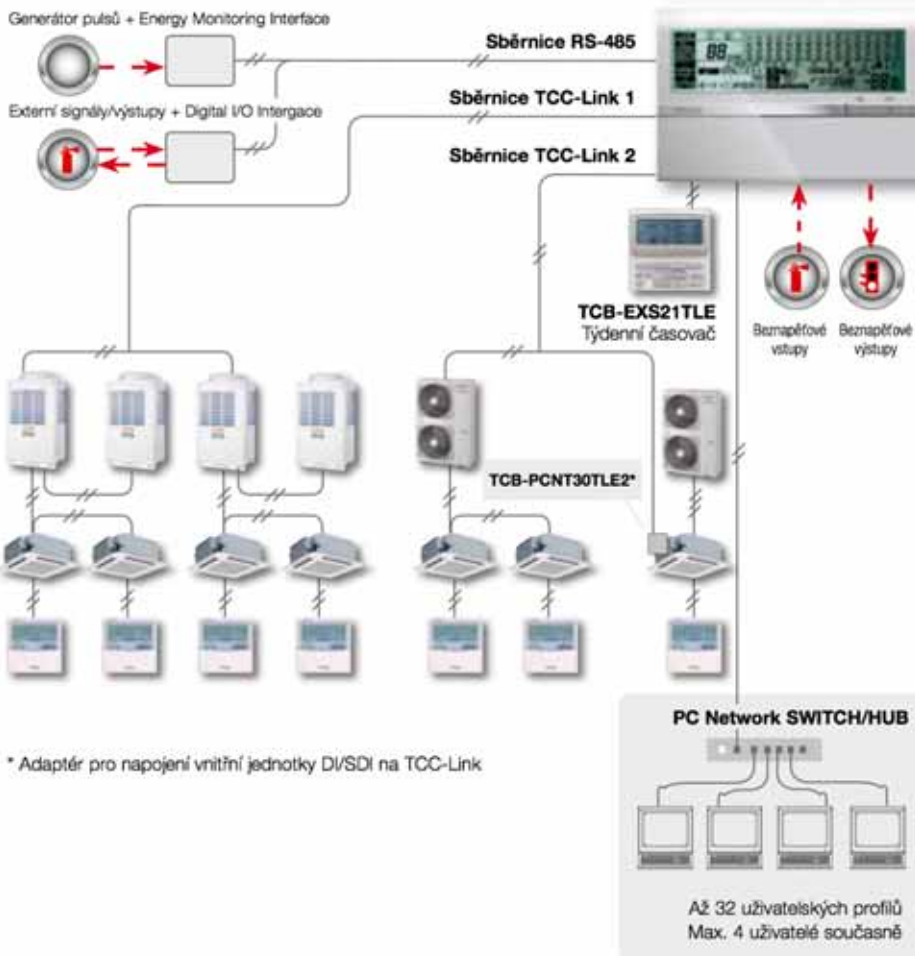 Generátor pulsů + Energy Monitoring Interface
Sběrnice RS-485
Sběrnice TCC-Link 1
Externí signály/výstupy + Digital I/O Intergace
Sběrnice TCC-Link 2
TCB-EXS21TLE
Týdenní časovač
Beznapěťové
vstupy
Beznapěťové
výstupy
TCB-PCNT30TLE2*
PC Network SWITCH/HUB
* Adaptér pro napojení vnitřní jednotky DI/SDI na TCC-Link
Až 32 uživatelských profilů
Max. 4 uživatelé současně